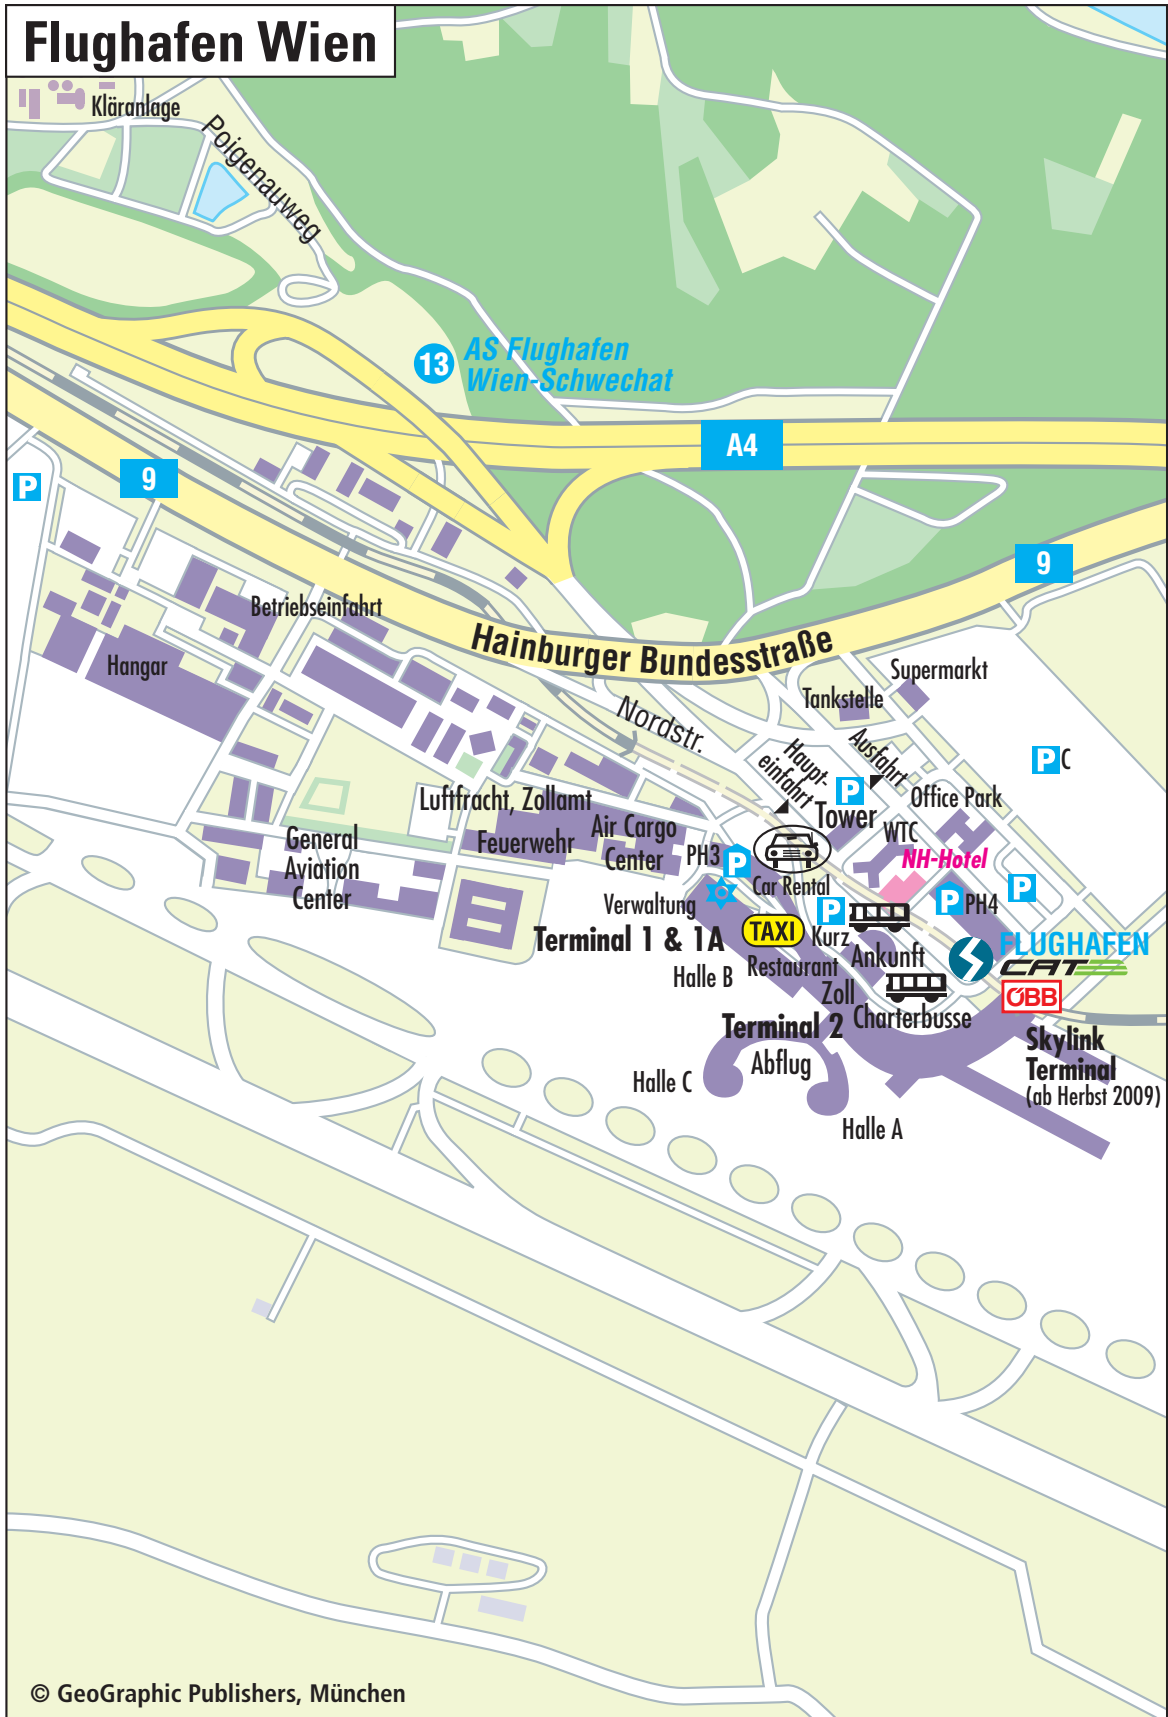 Flughafen Wien
Kläranlage
Poigenauweg
13
AS Flughafen
Wien-Schwechat
A4
P
9
9
Betriebseinfahrt
Hainburger Bundesstraße
Hangar
Supermarkt
Tankstelle
Nordstr.
Ausfahrt
Haupt-
einfahrt
P
C
P
Office Park
Luftfracht, Zollamt
Tower
General
Aviation
Center
Feuerwehr
Air Cargo
Center
WTC
PH3
P
NH-Hotel
Car Rental
P
Verwaltung
P
P
PH4
TAXI
Kurz
Terminal 1 & 1A
Ankunft
FLUGHAFEN
CAT
Restaurant
Halle B
Zoll
ÖBB
Charterbusse
Terminal 2
Skylink
Terminal
(ab Herbst 2009)
Abflug
Halle C
Halle A
© GeoGraphic Publishers, München